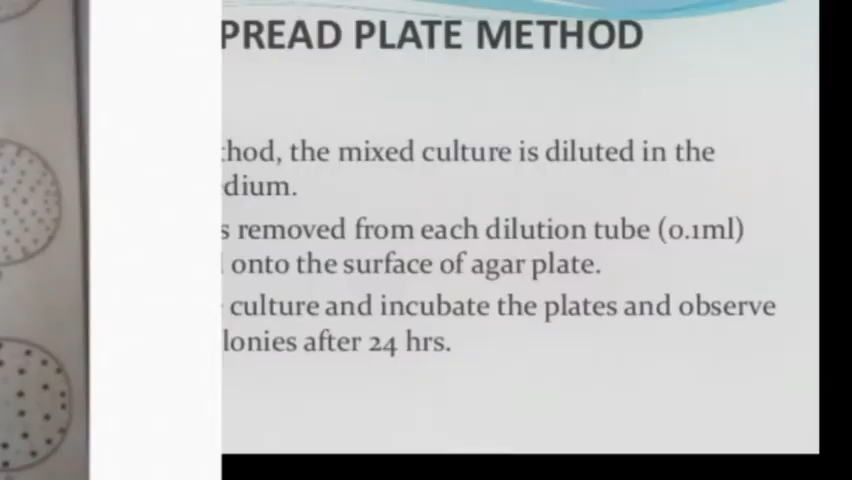 PREAD PLATE METHOD
thod, the mixed culture is diluted in the
dium.
s removed from each dilution tube (0.1ml)
onto the surface of agar plate.
culture and incubate the plates and observe
lonies after 24 hrs.